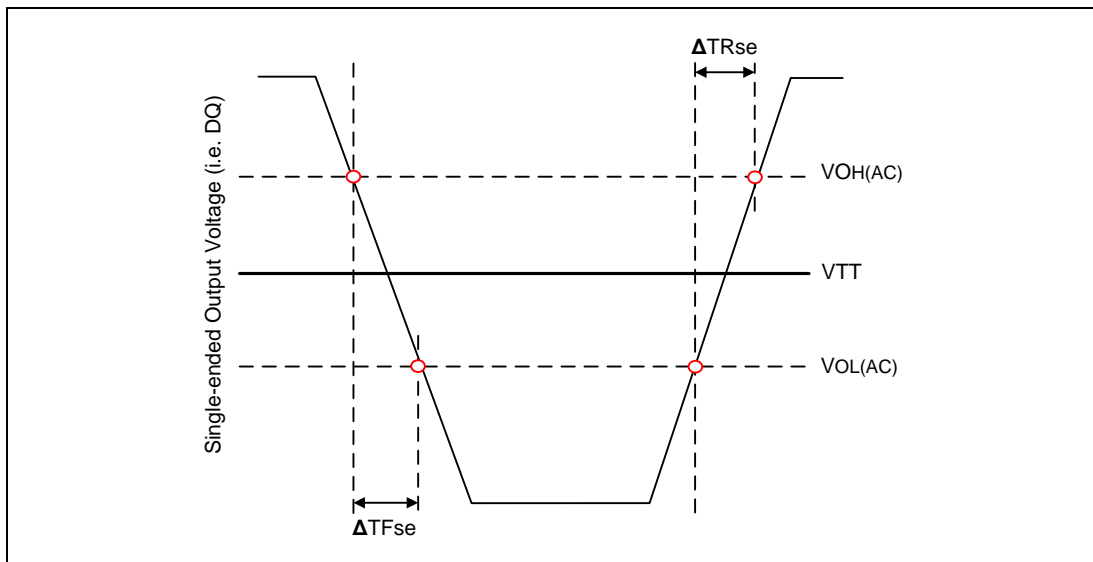 ΔTRse
Single-ended Output Voltage (i.e. DQ)
VOH(AC)
VTT
VOL(AC)
ΔTFse